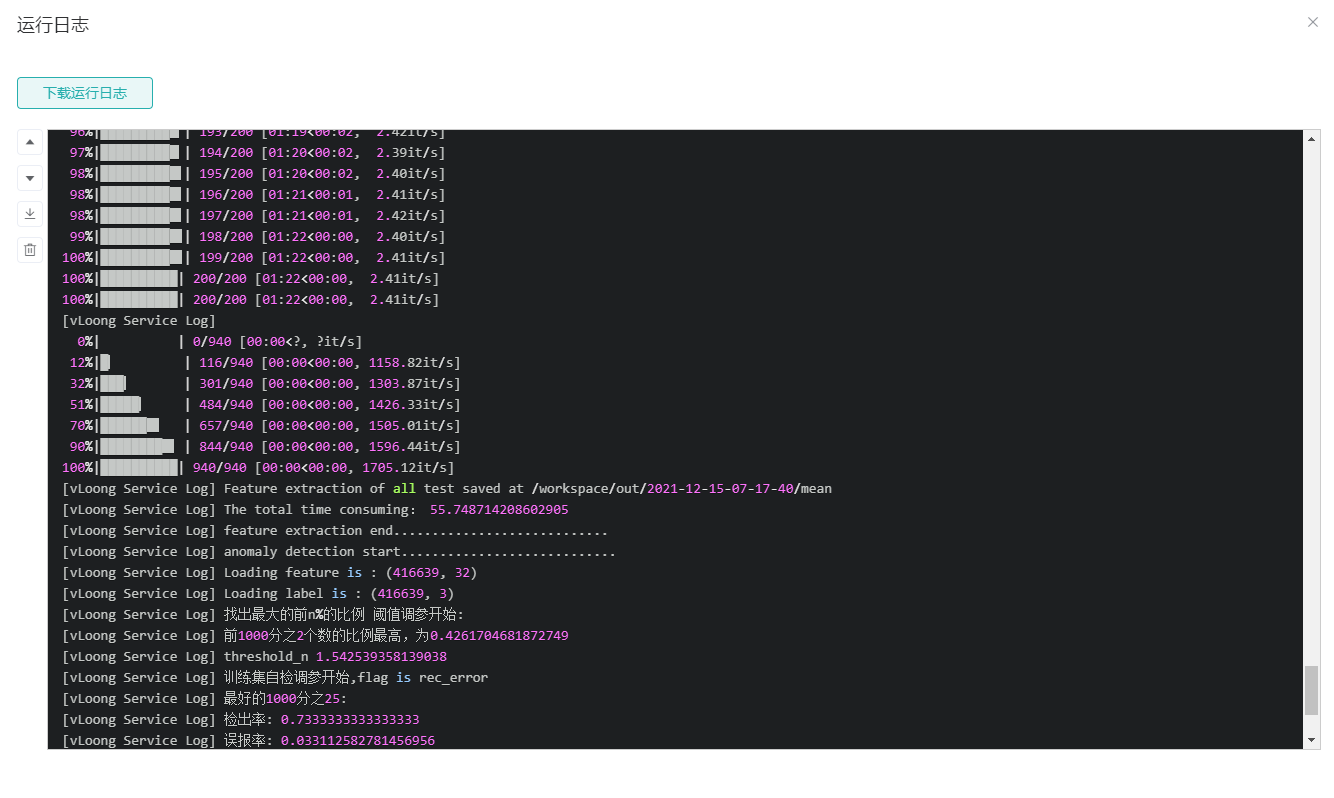 运行日志
下载运行日志
96%|██████████| 193/200 [01:19<00:02,  2.42it/s]
97%|██████████| 194/200 [01:20<00:02,  2.39it/s]
98%|██████████| 195/200 [01:20<00:02,  2.40it/s]
98%|██████████| 196/200 [01:21<00:01,  2.41it/s]
98%|██████████| 197/200 [01:21<00:01,  2.42it/s]
99%|██████████| 198/200 [01:22<00:00,  2.40it/s]
100%|██████████| 199/200 [01:22<00:00,  2.41it/s]
100%|██████████| 200/200 [01:22<00:00,  2.41it/s]
100%|██████████| 200/200 [01:22<00:00,  2.41it/s]
[vLoong Service Log]
0%|          | 0/940 [00:00<?, ?it/s]
12%|█         | 116/940 [00:00<00:00, 1158.82it/s]
32%|███       | 301/940 [00:00<00:00, 1303.87it/s]
51%|█████     | 484/940 [00:00<00:00, 1426.33it/s]
70%|███████   | 657/940 [00:00<00:00, 1505.01it/s]
90%|█████████ | 844/940 [00:00<00:00, 1596.44it/s]
100%|██████████| 940/940 [00:00<00:00, 1705.12it/s]
[vLoong Service Log] Feature extraction of all test saved at /workspace/out/2021-12-15-07-17-40/mean
[vLoong Service Log] The total time consuming:  55.748714208602905
[vLoong Service Log] feature extraction end............................
[vLoong Service Log] anomaly detection start............................
[vLoong Service Log] Loading feature is : (416639, 32)
[vLoong Service Log] Loading label is : (416639, 3)
[vLoong Service Log] 找出最大的前n%的比例 阈值调参开始:
[vLoong Service Log] 前1000分之2个数的比例最高，为0.4261704681872749
[vLoong Service Log] threshold_n 1.542539358139038
[vLoong Service Log] 训练集自检调参开始,flag is rec_error
[vLoong Service Log] 最好的1000分之25:
[vLoong Service Log] 检出率: 0.7333333333333333
[vLoong Service Log] 误报率: 0.033112582781456956